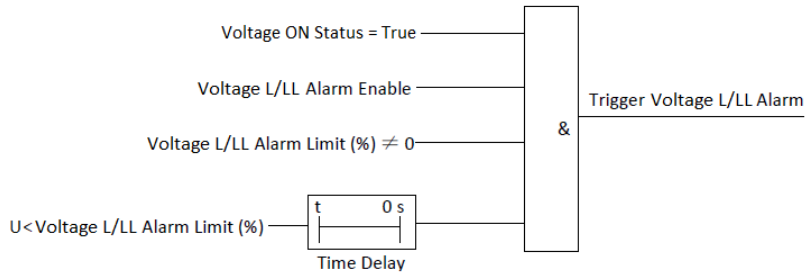 Voltage ON Status = True
Voltage L/LL Alarm Enable
Trigger Voltage L/LL Alarm
&
Voltage L/LL Alarm Limit (%) ≠ 0
t 0 s
U<Voltage L/LL Alarm Limit (%)
Time Delay